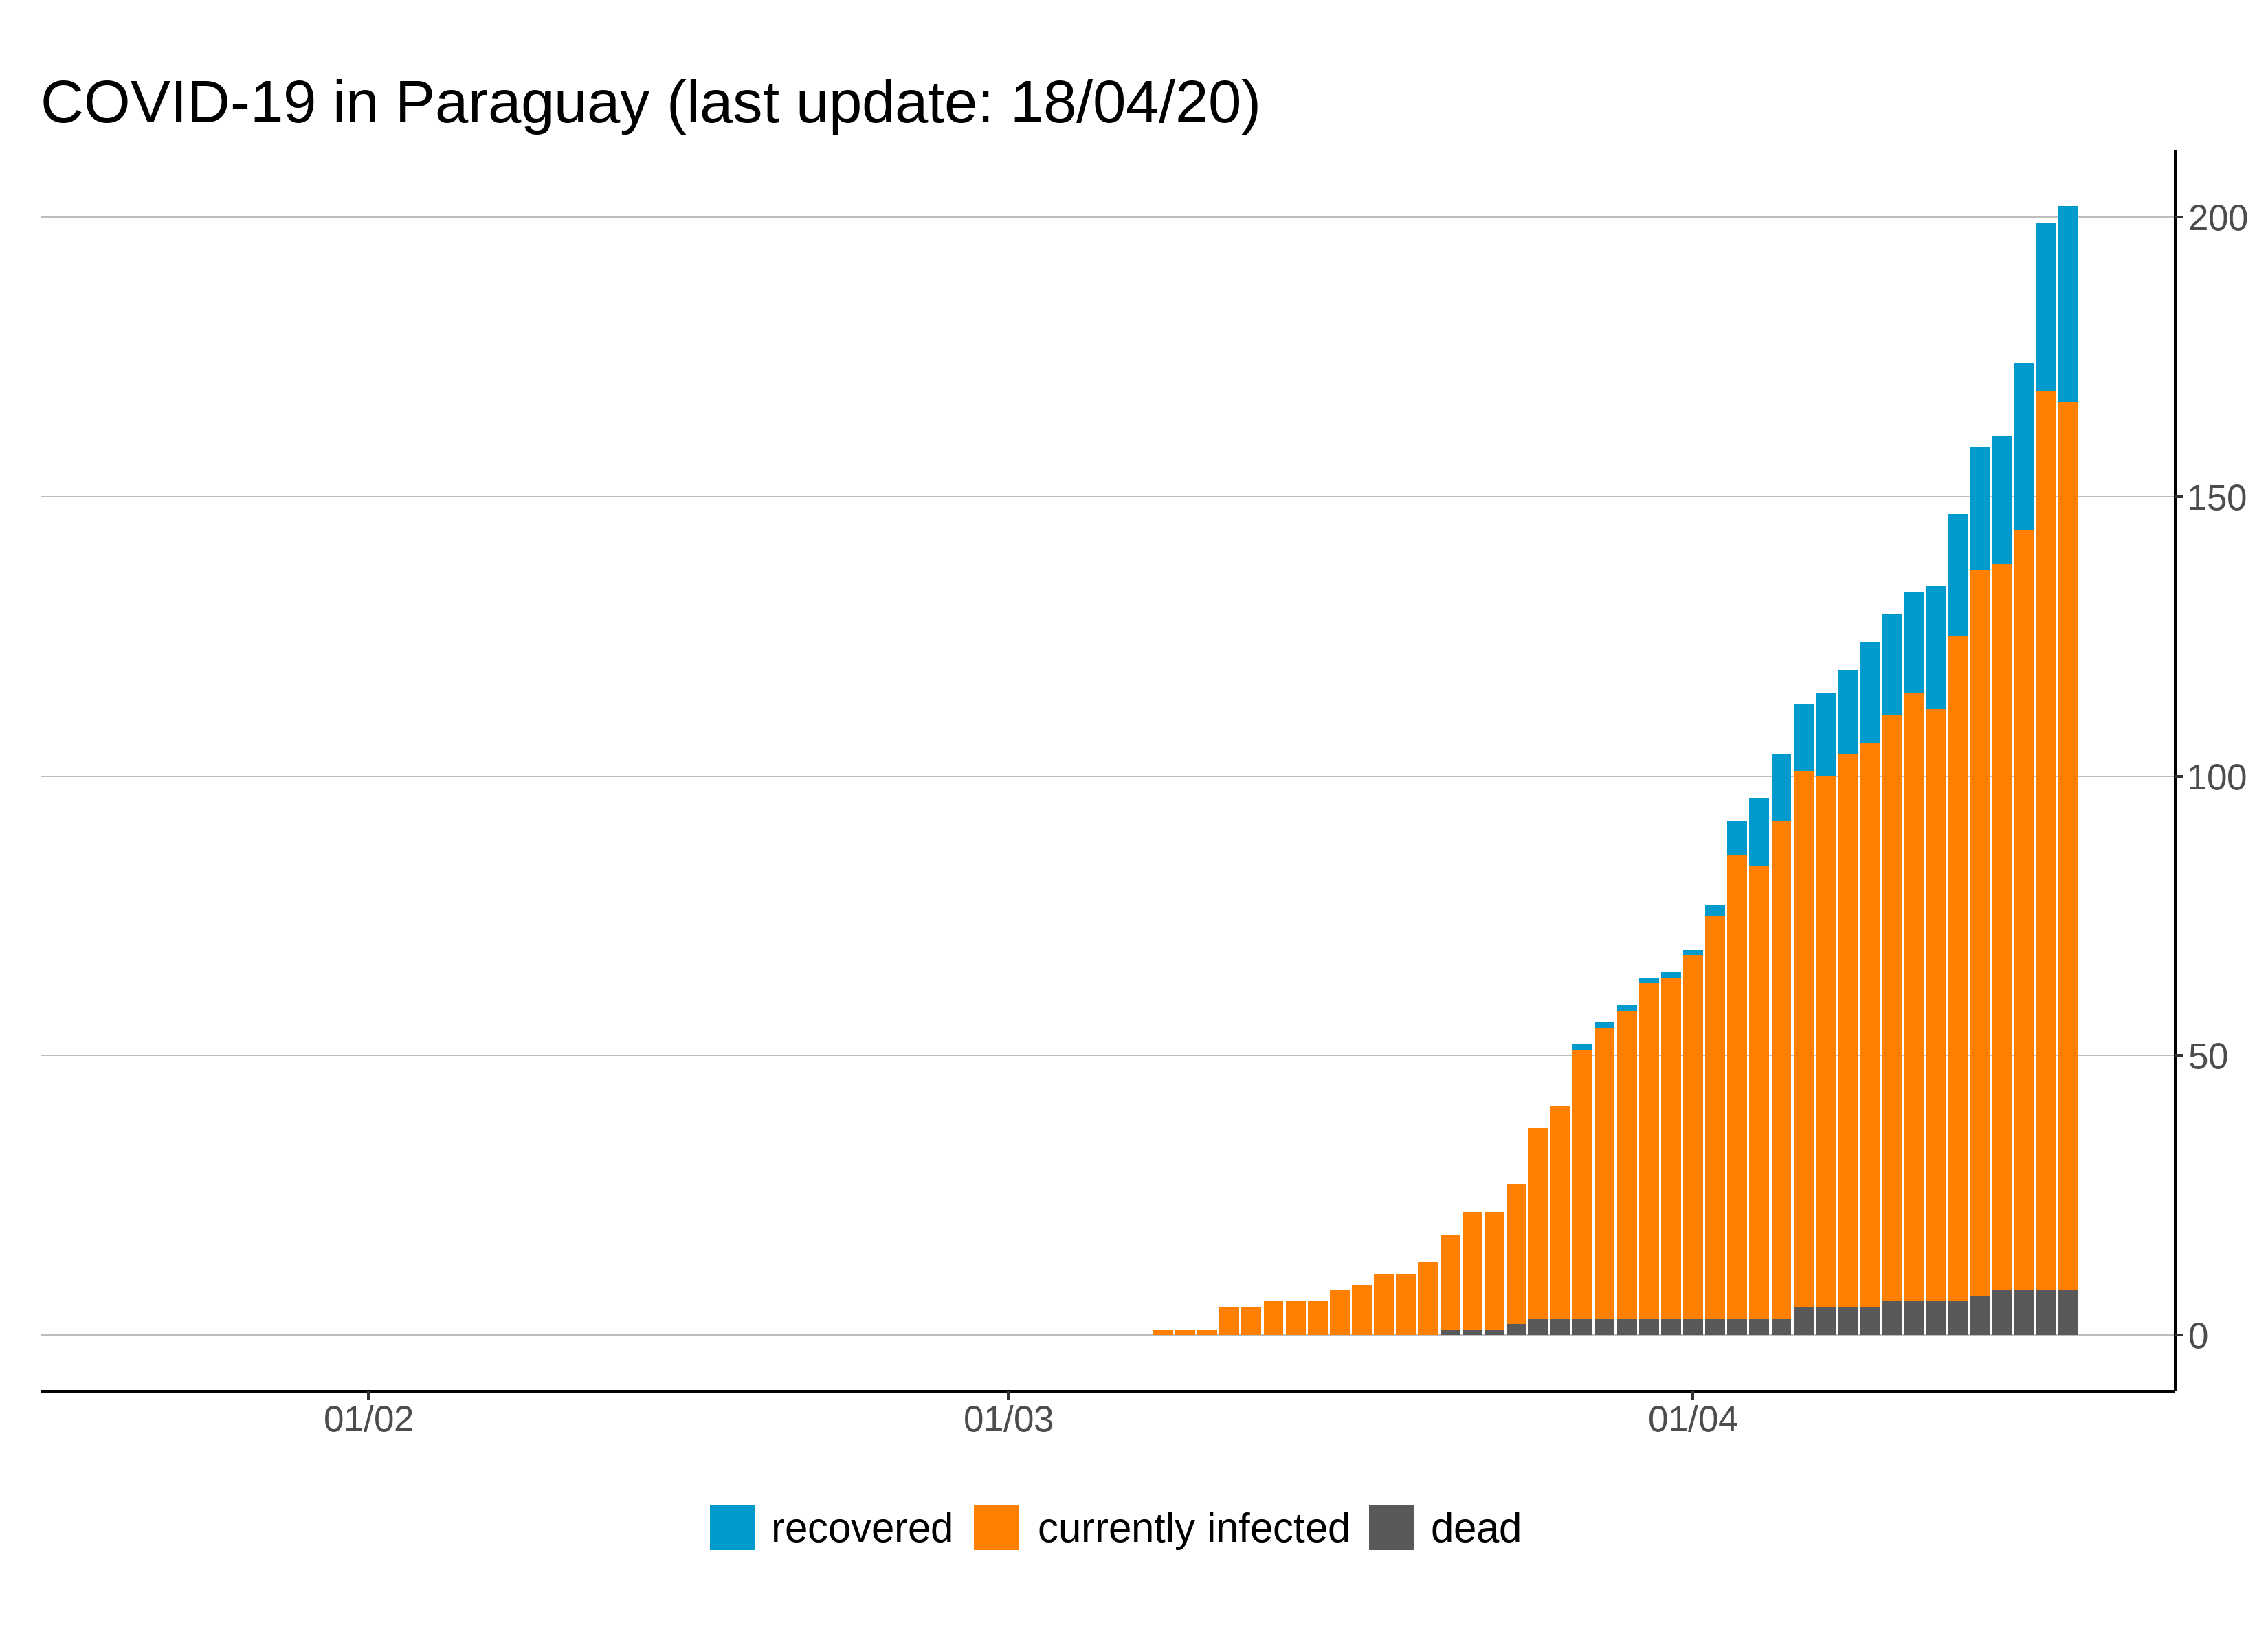 COVID-19 in Paraguay (last update: 18/04/20)
200
150
100
50
0
01/02 01/03 01/04
recovered currently infected dead